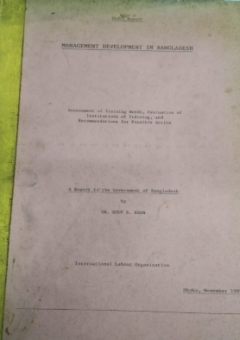 MANAGEMENT DEVELOPMENT IN BANGLADESH
Assessment of Training Needs, Evaluation of
Institutions of Training, and
Recommendations for Possible Action
A Report to the Government of Bangladesh
by
International Labour Organisation
Dhaka, November